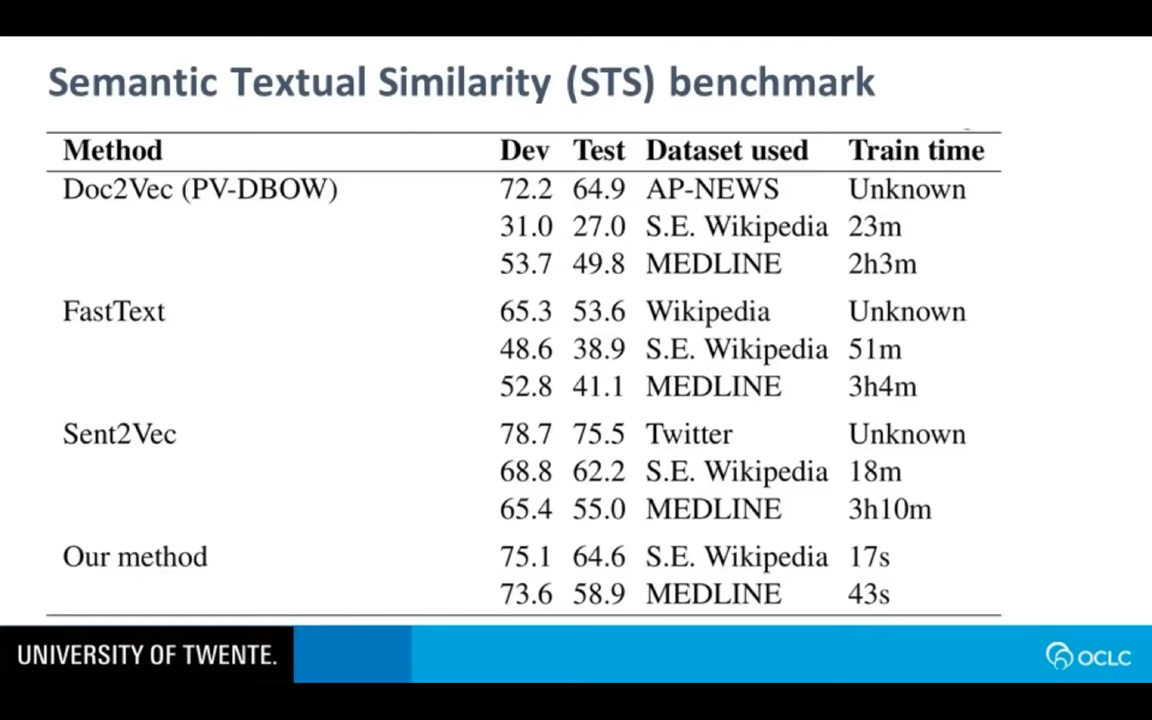 Semantic Textual Similarity (STS) benchmark
Method Dev Test Dataset used Train time
Doc2Vec (PV-DBOW) 72.2 64.9 AP-NEWS Unknown
31.0 27.0 S.E. Wikipedia 23m
53.7 49.8 MEDLINE 2h3m
FastText 65.3 53.6 Wikipedia Unknown
48.6 38.9 S.E. Wikipedia 51m
52.8 41.1 MEDLINE 3h4m
Sent2Vec 78.7 75.5 Twitter Unknown
68.8 62.2 S.E. Wikipedia 18m
65.4 55.0 MEDLINE 3h10m
Our method 75.1 64.6 S.E. Wikipedia 17s
73.6 58.9 MEDLINE 43s
UNIVERSITY OF TWENTE. OCLC